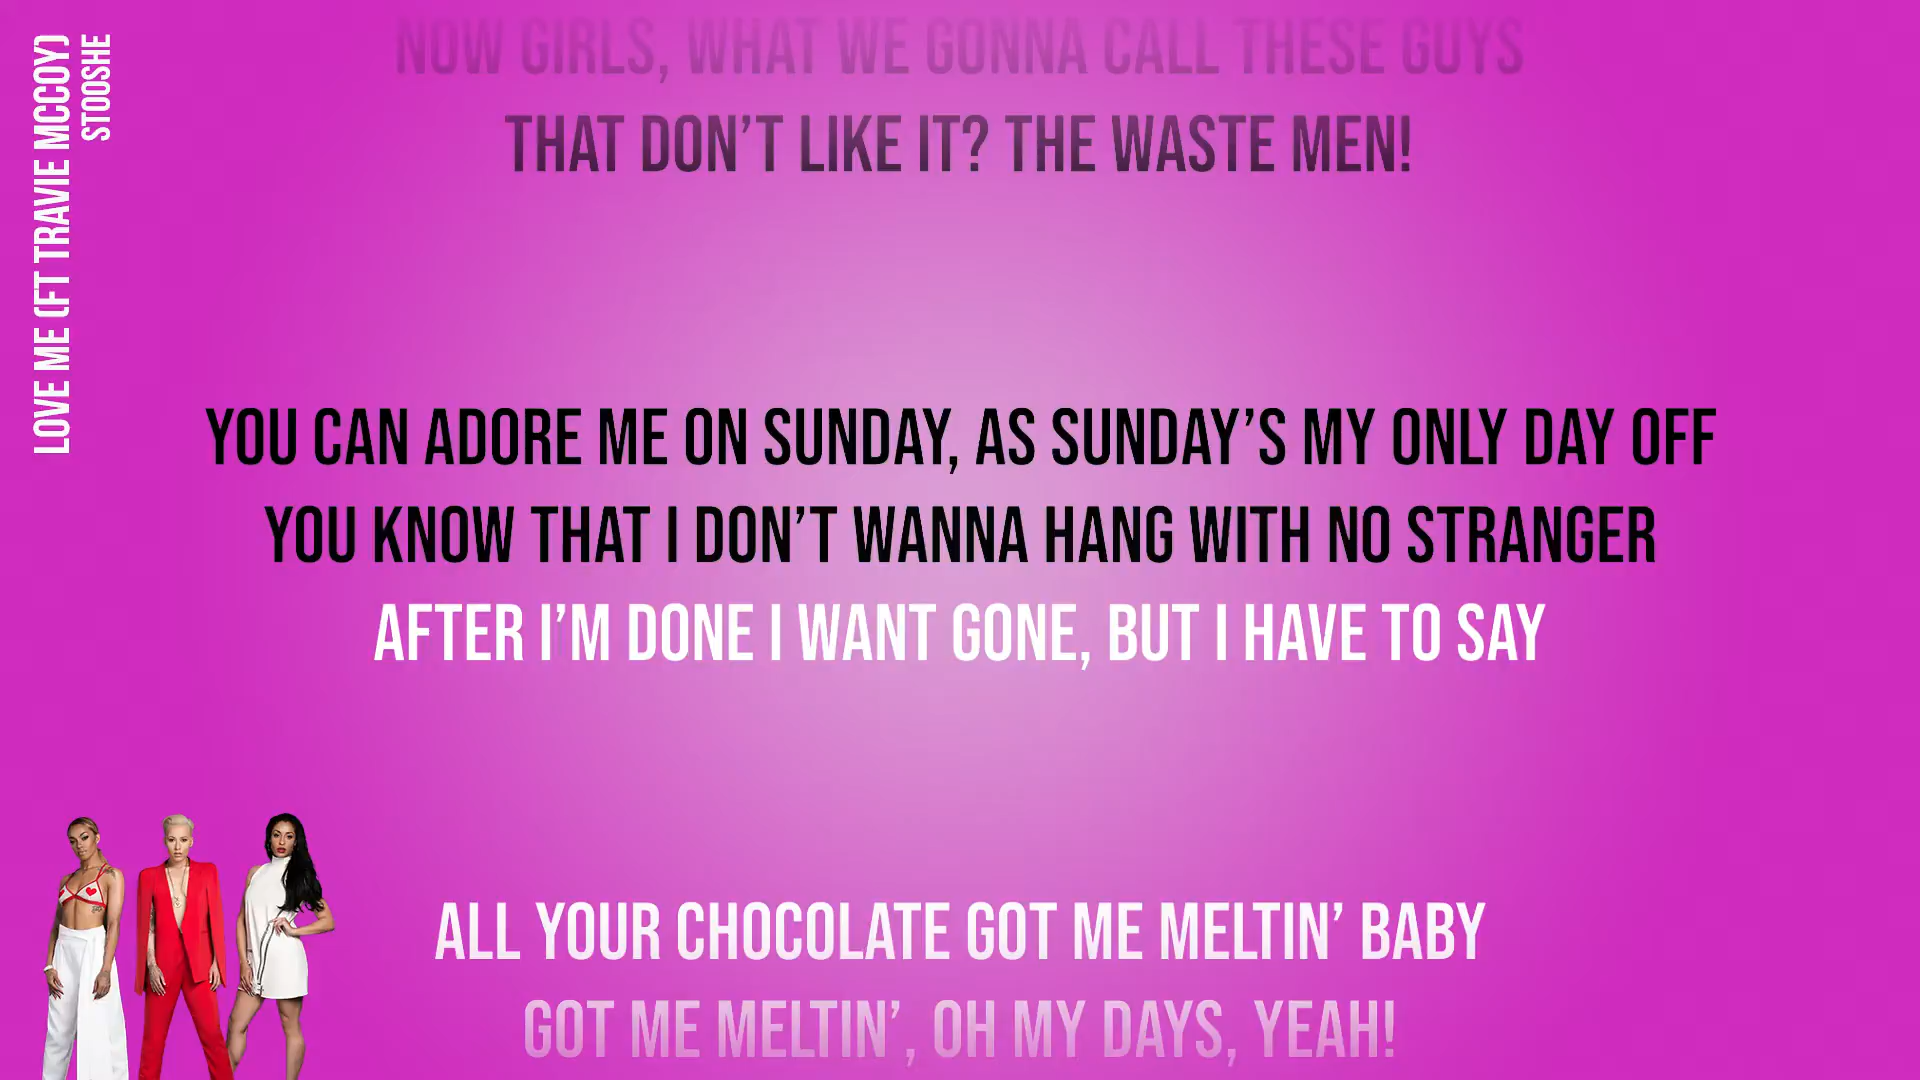 LOVE ME (FT TRAVIE MCCOY)
STOOSHE
NOW GIRLS, WHAT WE GONNA CALL THESE GUYS
THAT DON'T LIKE IT? THE WASTE MEN!
YOU CAN ADORE ME ON SUNDAY, AS SUNDAY'S MY ONLY DAY OFF
YOU KNOW THAT I DON'T WANNA HANG WITH NO STRANGER
AFTER I'M DONE I WANT GONE, BUT I HAVE TO SAY
ALL YOUR CHOCOLATE GOT ME MELTIN' BABY
GOT ME MELTIN', OH MY DAYS, YEAH!